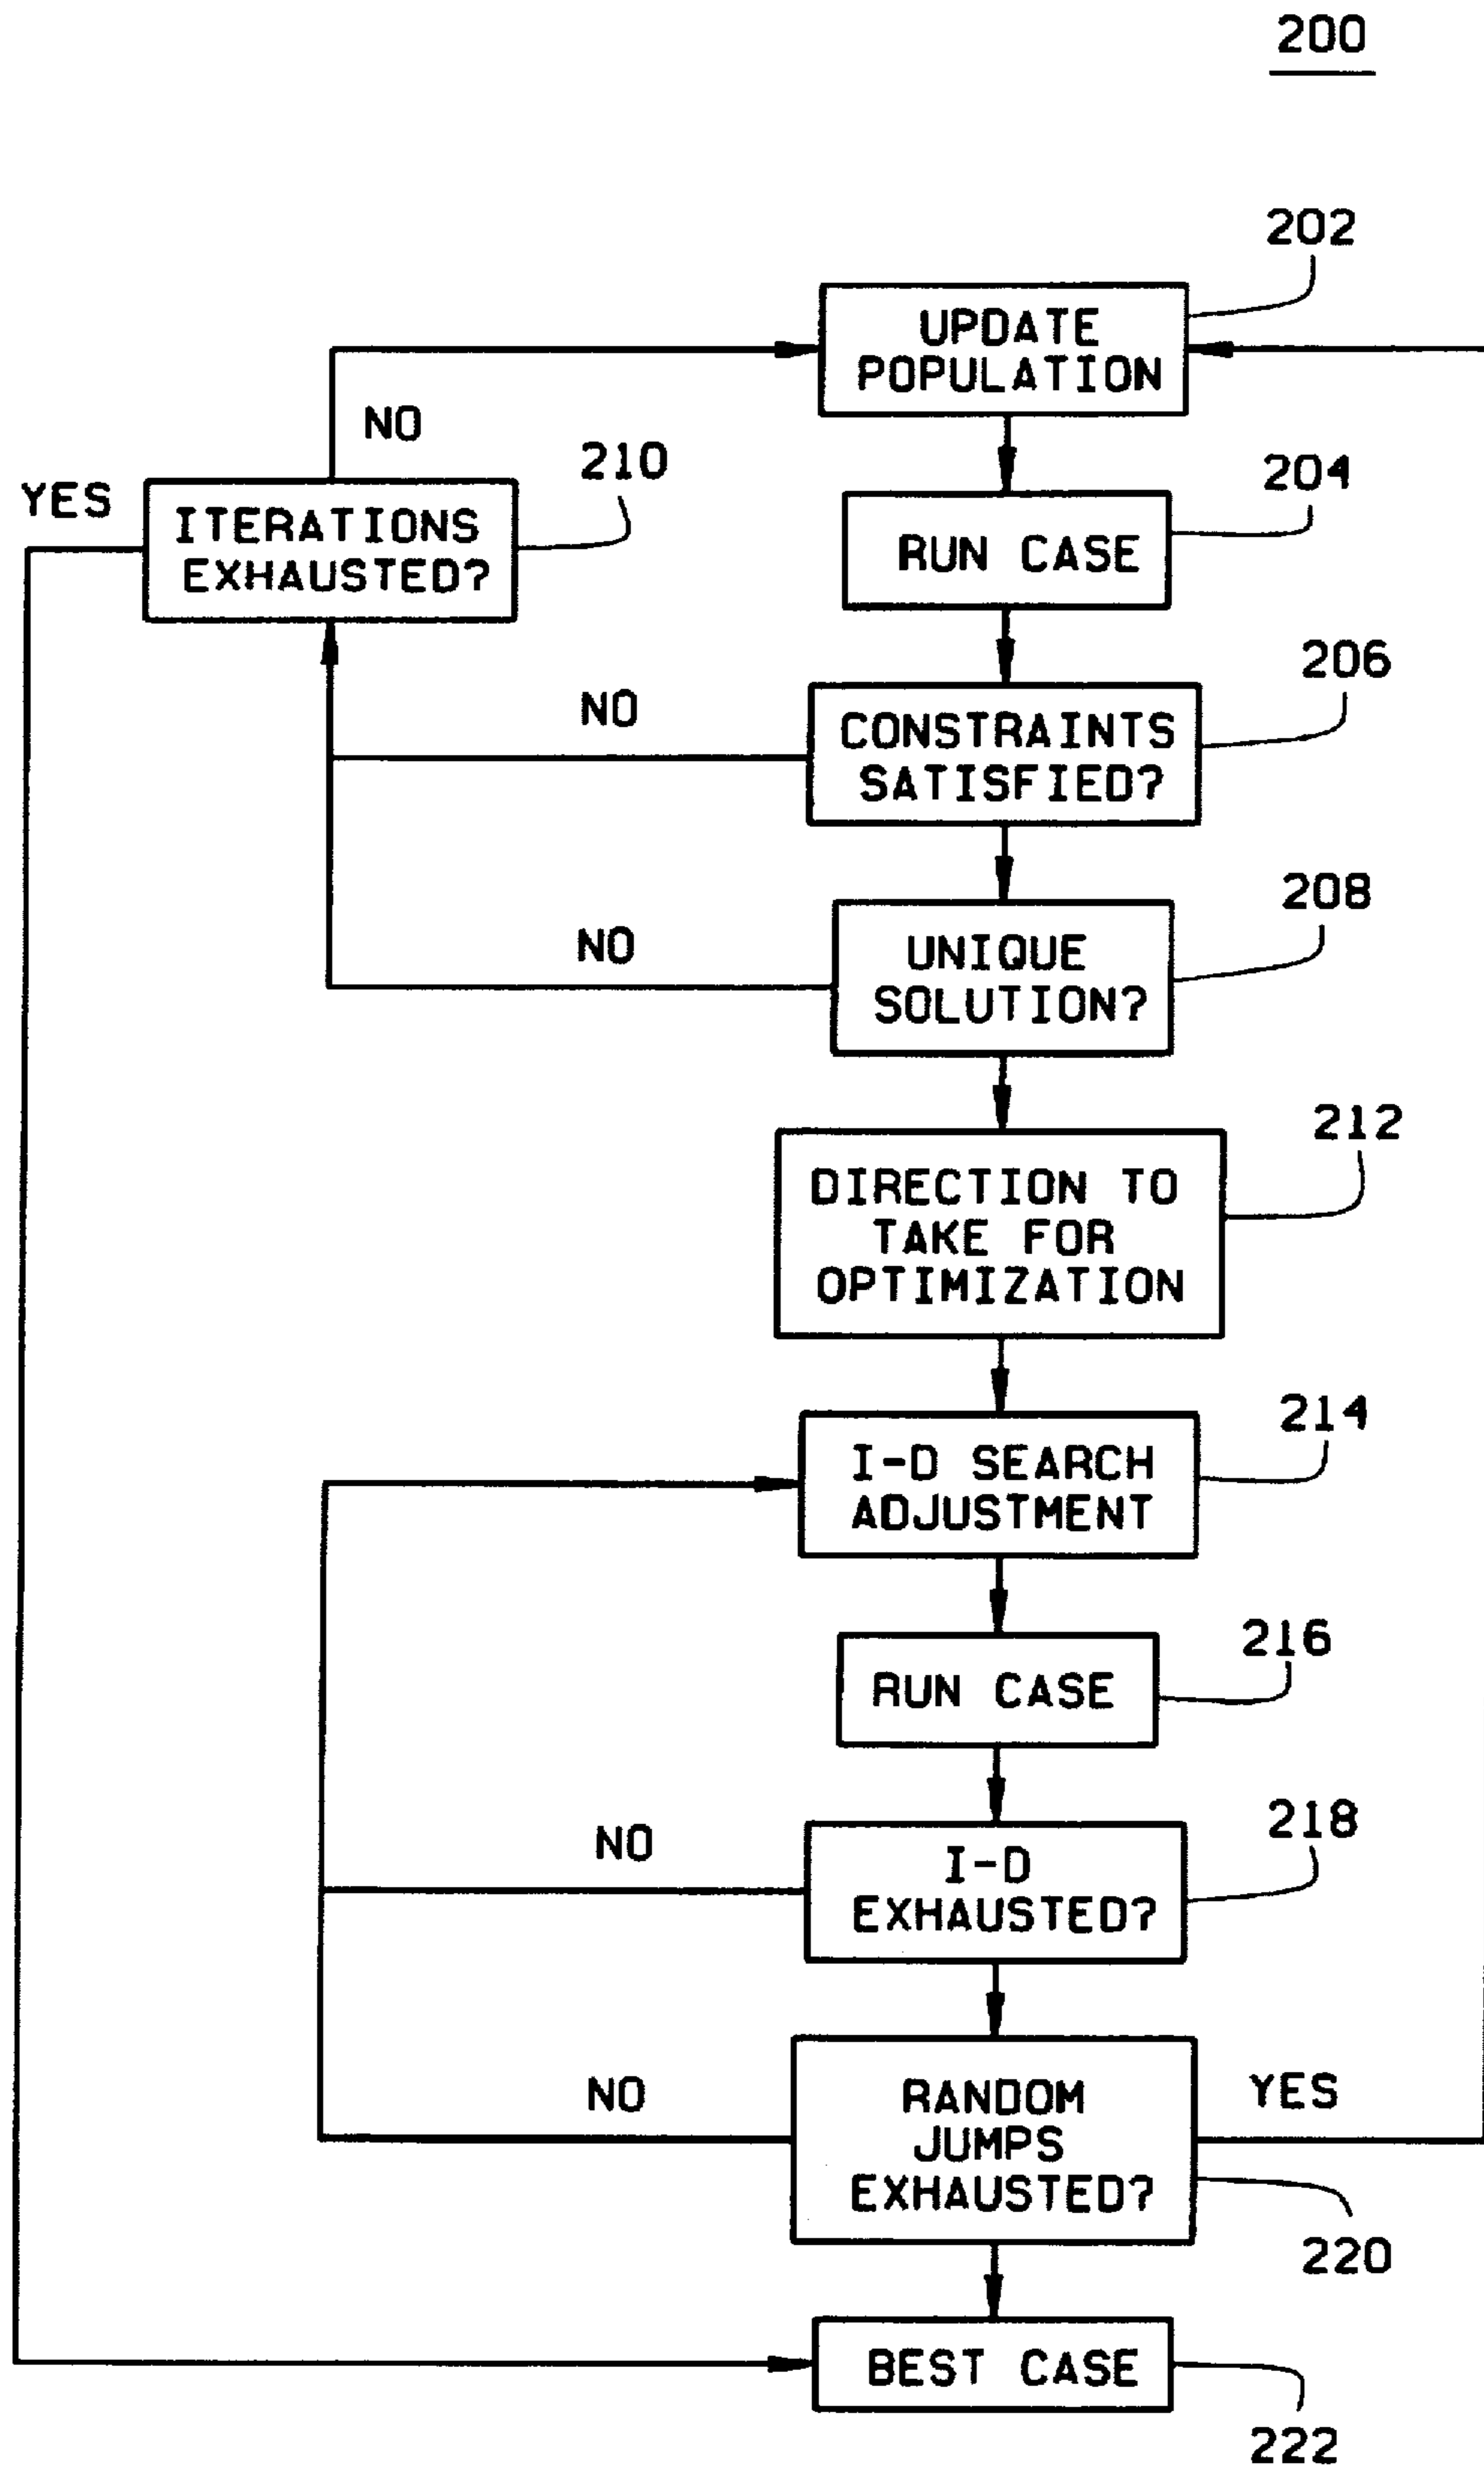 200
202
UPDATE
POPULATION
NO
210
YES
ITERATIONS
EXHAUSTED?
204
RUN CASE
206
NO
CONSTRAINTS
SATISFIED?
208
NO
UNIQUE
SOLUTION?
212
DIRECTION TO
TAKE FOR
OPTIMIZATION
214
I-D SEARCH
ADJUSTMENT
216
RUN CASE
218
NO
I-D
EXHAUSTED?
NO
RANDOM
JUMPS
EXHAUSTED?
YES
220
BEST CASE
222